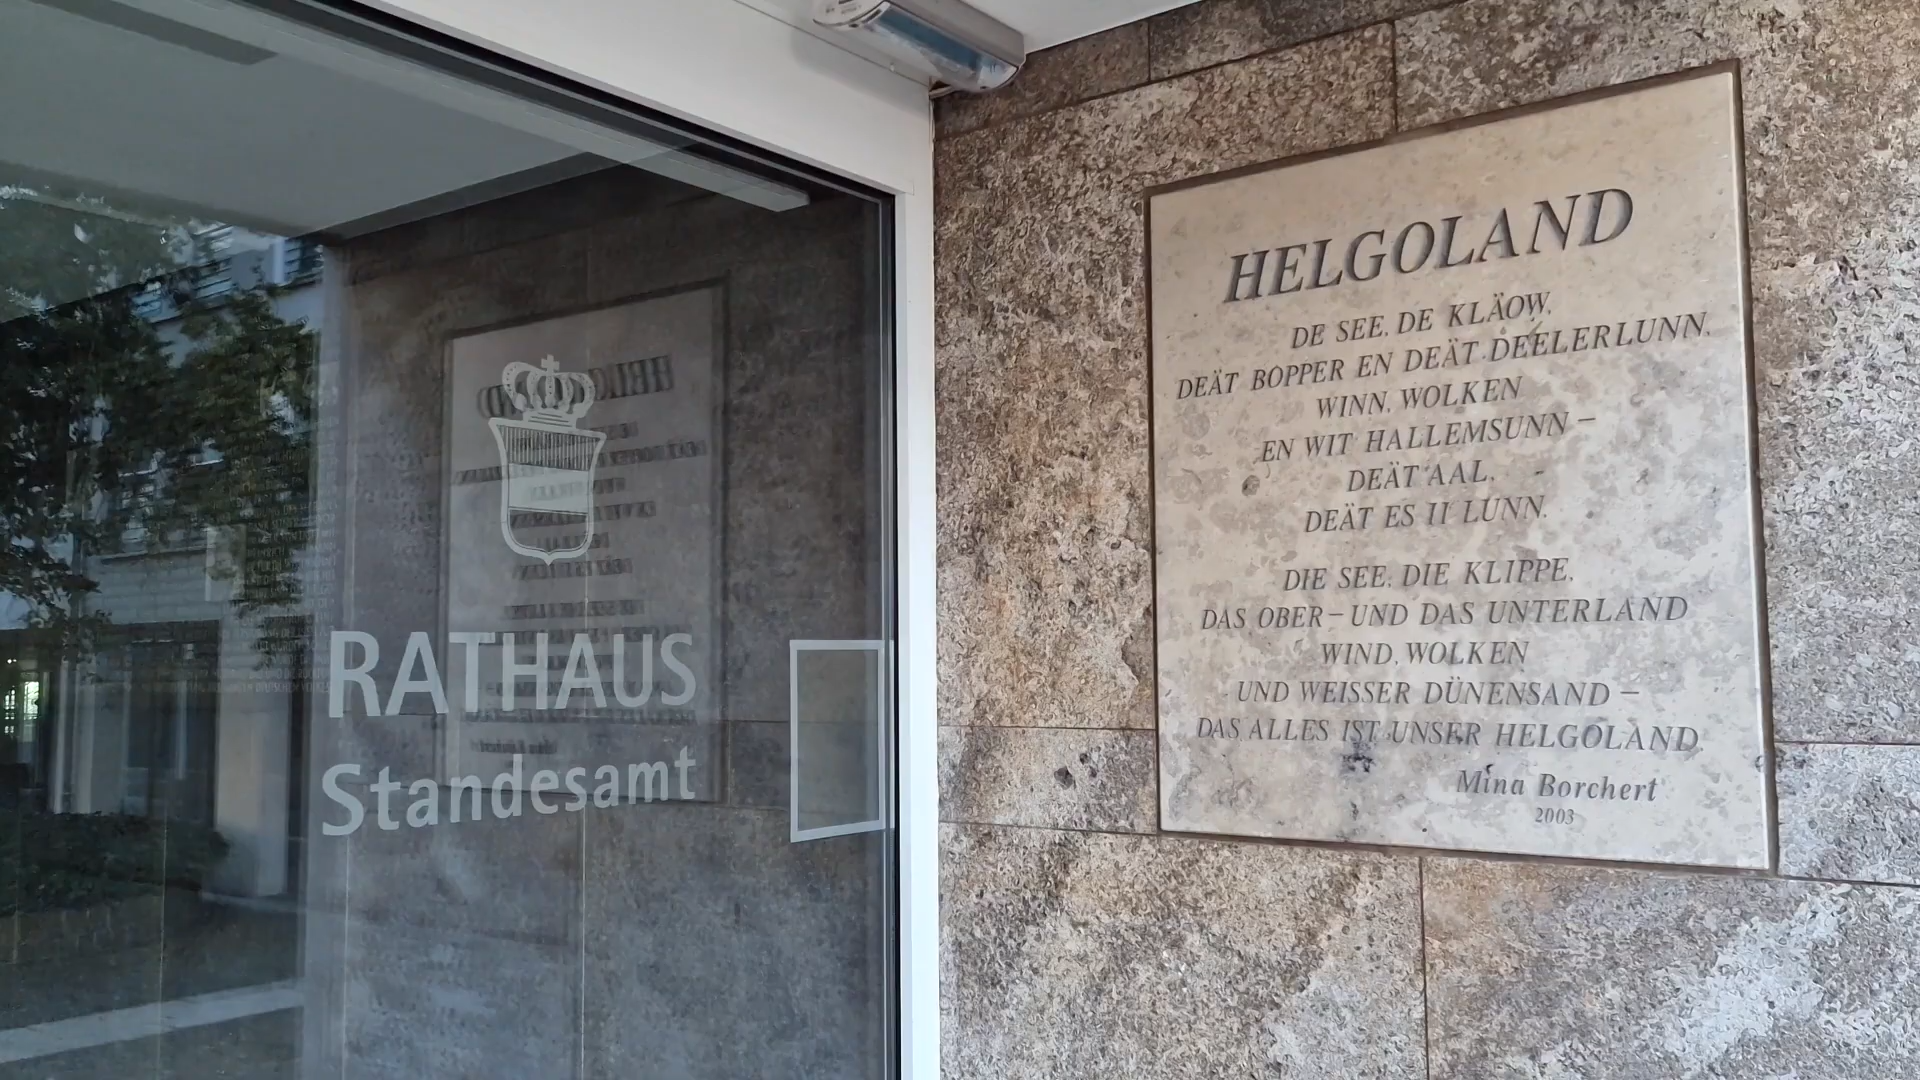 RATHAUS
Standesamt
HELGOLAND
DE SEE, DE KLÄOW,
DEÄT BOPPER EN DEÄT DEELERLUNN,
WINN, WOLKEN
EN WIT HALLEMSUNN –
DEÄT AAL,
DEÄT ES II LUNN.
DIE SEE, DIE KLIPPE,
DAS OBER – UND DAS UNTERLAND
WIND, WOLKEN
UND WEISSER DÜNENSAND –
DAS ALLES IST UNSER HELGOLAND.
Mina Borchert
2003